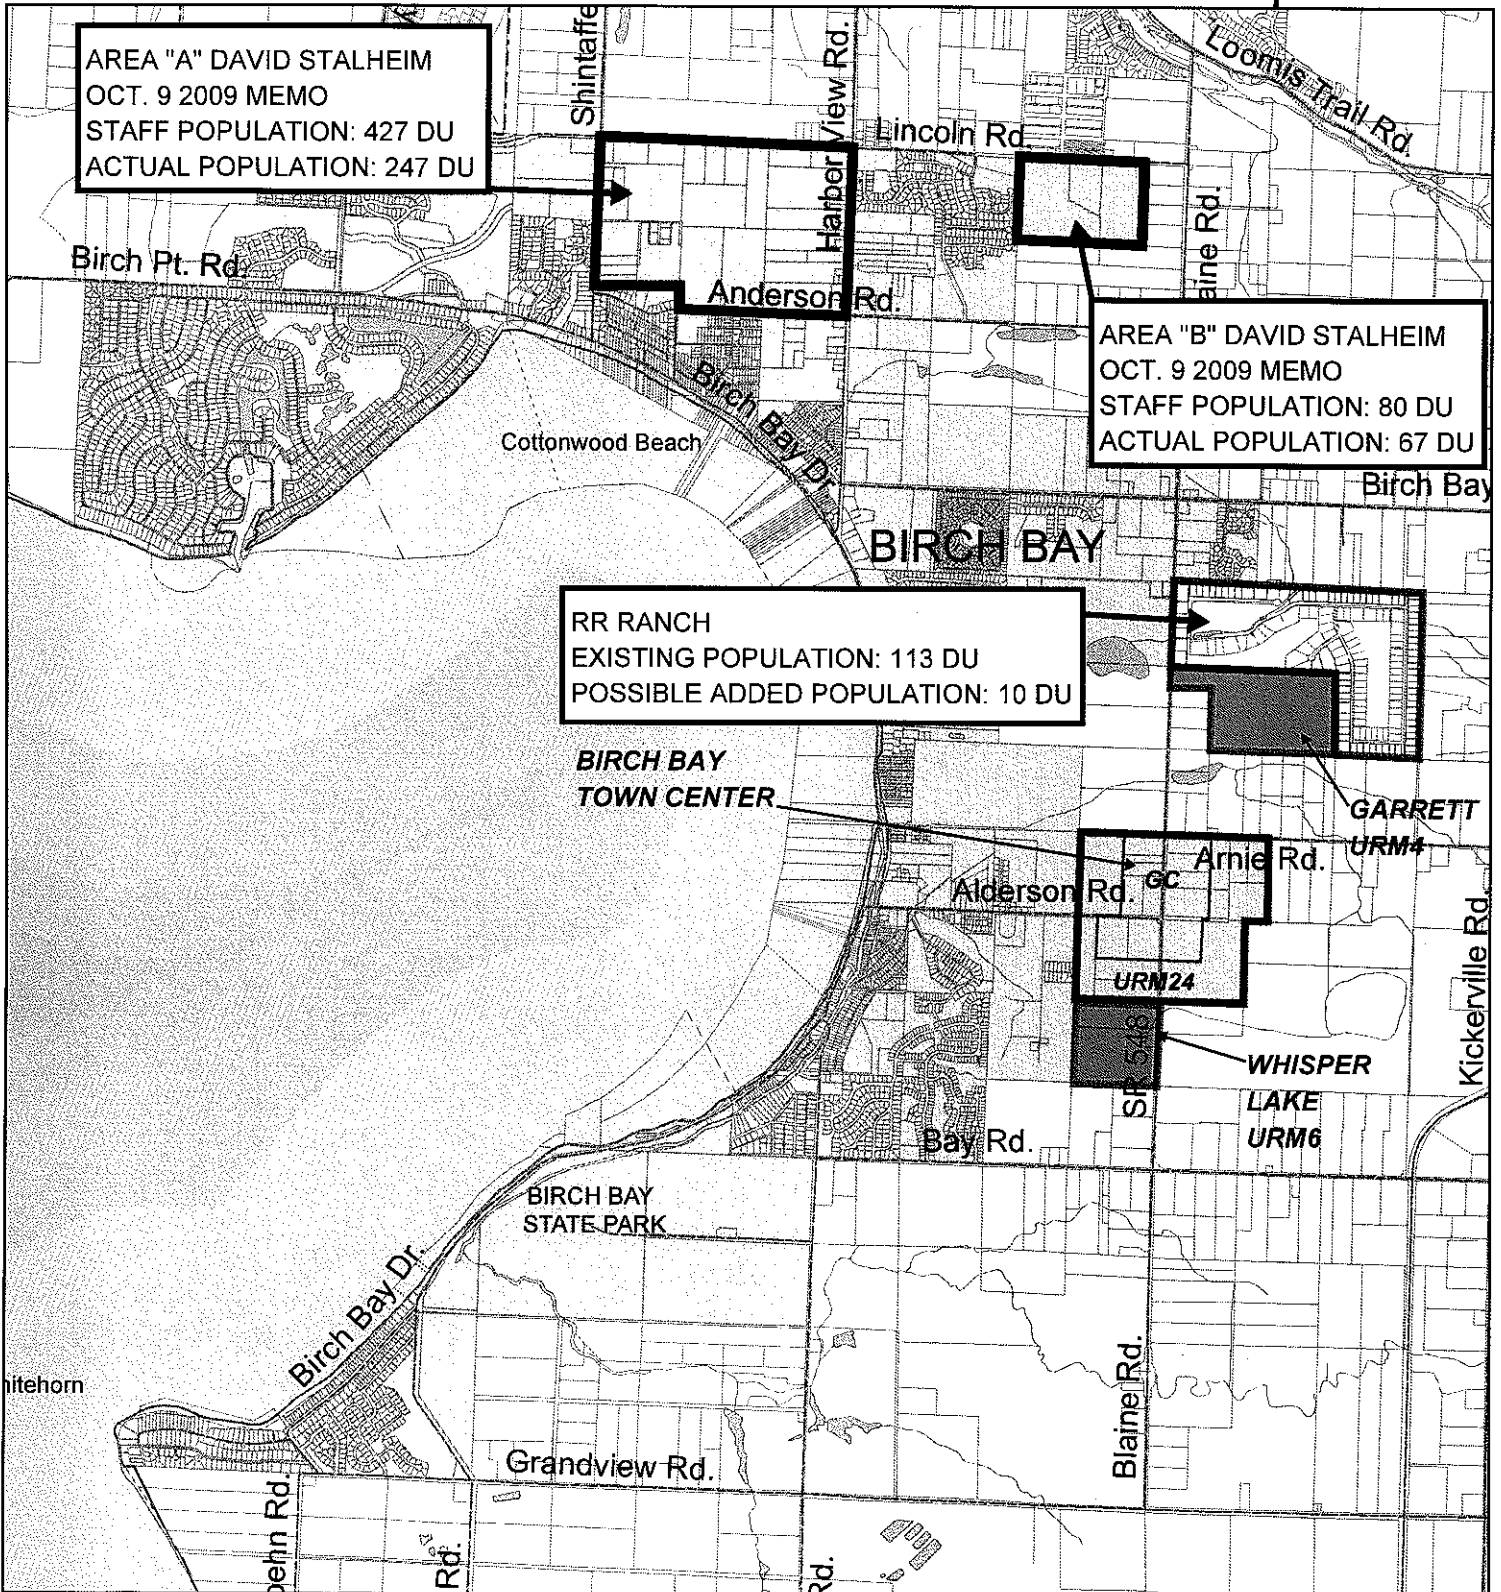 AREA "A" DAVID STALHEIM
OCT. 9 2009 MEMO
STAFF POPULATION: 427 DU
ACTUAL POPULATION: 247 DU
Shintaffe
Harbor View Rd.
Lincoln Rd.
Loomis Trail Rd.
Birch Pt. Rd.
Anderson Rd.
aine Rd.
AREA "B" DAVID STALHEIM
OCT. 9 2009 MEMO
STAFF POPULATION: 80 DU
ACTUAL POPULATION: 67 DU
Birch Bay Dr.
Cottonwood Beach
Birch Bay
BIRCH BAY
RR RANCH
EXISTING POPULATION: 113 DU
POSSIBLE ADDED POPULATION: 10 DU
BIRCH BAY
TOWN CENTER
GARRETT
URM4
Arnie Rd.
GC
Alderson Rd.
URM24
Kickerville Rd.
SR 548
WHISPER
LAKE
URM6
Bay Rd.
BIRCH BAY
STATE PARK
Birch Bay Dr.
hitehorn
Blaine Rd.
Grandview Rd.
oehn Rd.
Rd.
Rd.